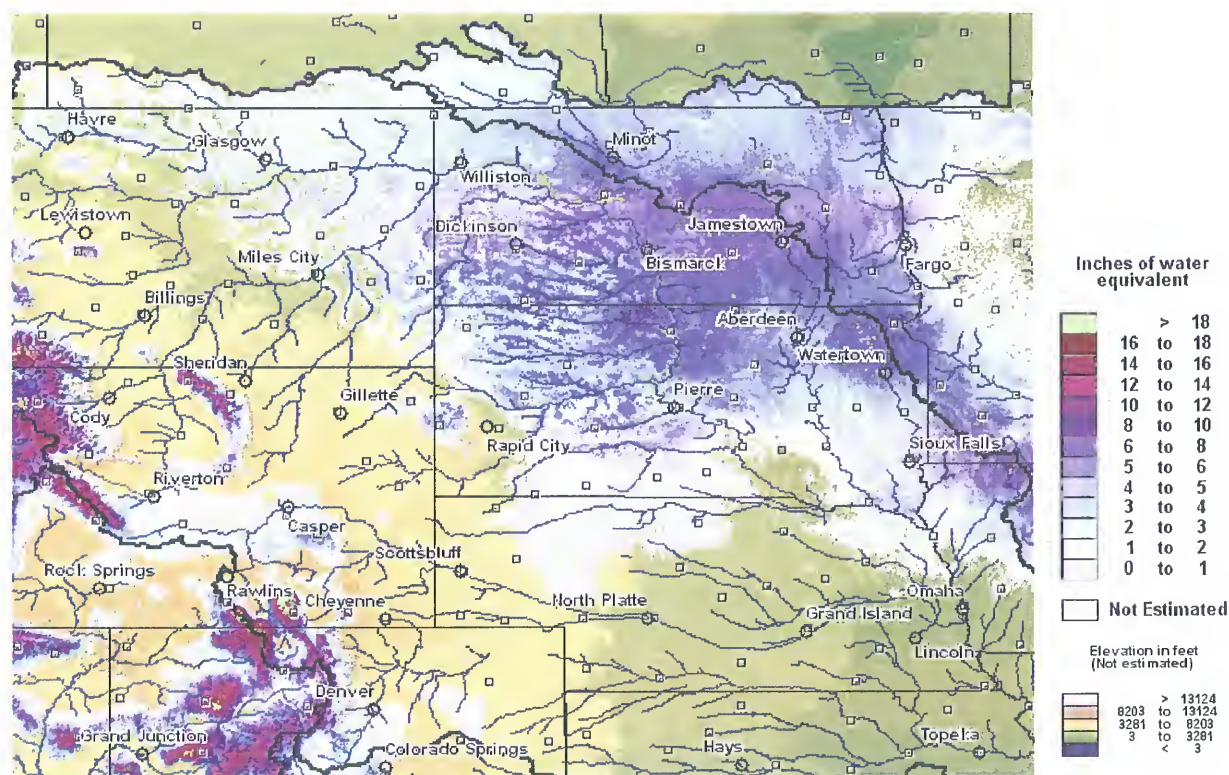 Havre
Glasgow
Minot
Williston
Lewistown
Dickinson
Jamestown
Miles City
Bismarck
Fargo
Billings
Aberdeen
Sheridan
Watertown
Gillette
Pierre
Cody
Rapid City
Sioux Falls
Riverton
Casper
Scottsbluff
Rock Springs
Rawlins
Cheyenne
North Platte
Grand Island
Omaha
Lincoln
Denver
Grand Junction
Colorado Springs
Hays
Topeka
Inches of water
equivalent
> 18
16 to 18
14 to 16
12 to 14
10 to 12
8 to 10
6 to 8
5 to 6
4 to 5
3 to 4
2 to 3
1 to 2
0 to 1
Not Estimated
Elevation in feet
(Not estimated)
> 13124
8203 to 13124
3281 to 8203
3 to 3281
< 3